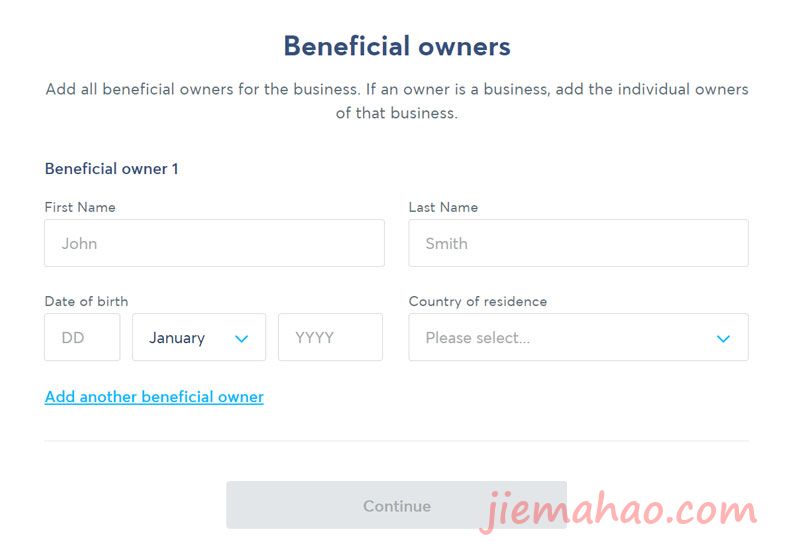 Beneficial owners
Add all beneficial owners for the business. If an owner is a business, add the individual owners
of that business.
Beneficial owner 1
First Name
Last Name
John
Smith
Date of birth
Country of residence
DD
January
YYYY
Please select...
Add another beneficial owner
Continue
jiemahao.com